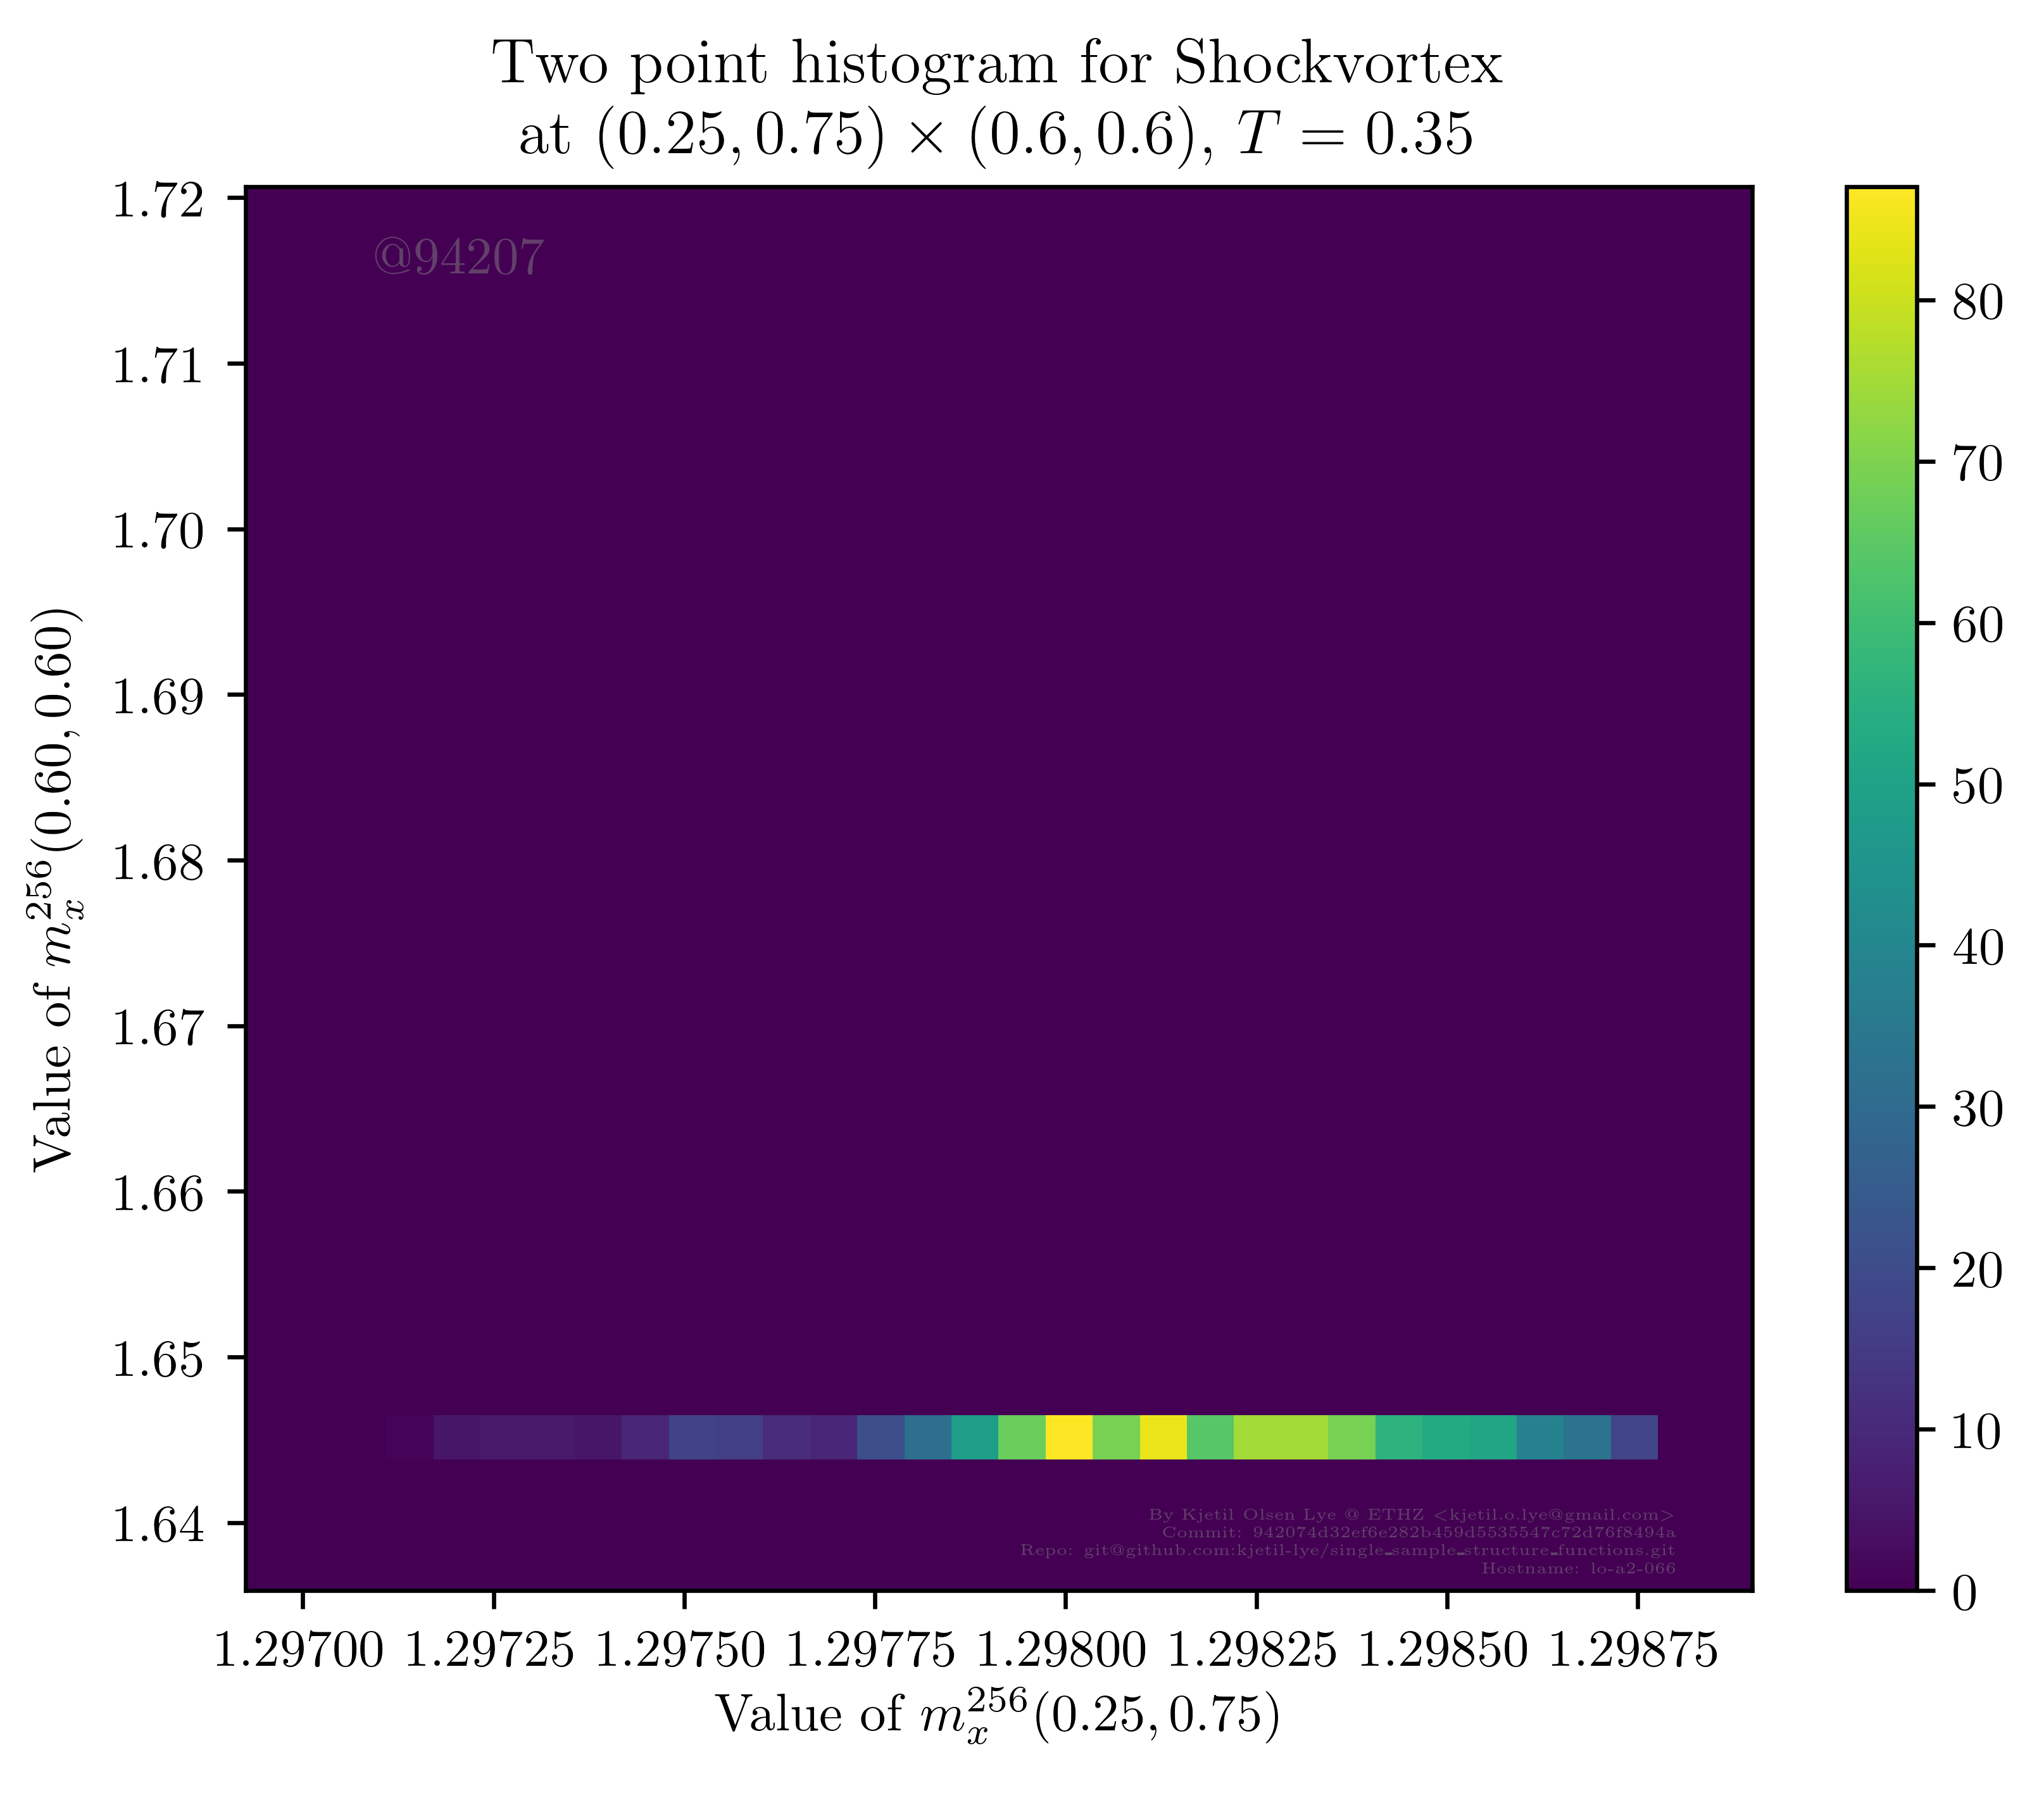 Two point histogram for Shockvortex
at (0.25, 0.75) × (0.6, 0.6), T = 0.35
@94207
1.72
1.71
1.70
1.69
1.68
1.67
1.66
1.65
1.64
Value of m_x^256(0.60, 0.60)
80
70
60
50
40
30
20
10
0
By Kjetil Olsen Lye @ ETHZ <kjetil.o.lye@gmail.com>
Commit: 942074d32ef6e282b459d5535547c72d76f8494a
Repo: git@github.com:kjetil-lye/single_sample_structure_functions.git
Hostname: lo-a2-066
1.29700 1.29725 1.29750 1.29775 1.29800 1.29825 1.29850 1.29875
Value of m_x^256(0.25, 0.75)